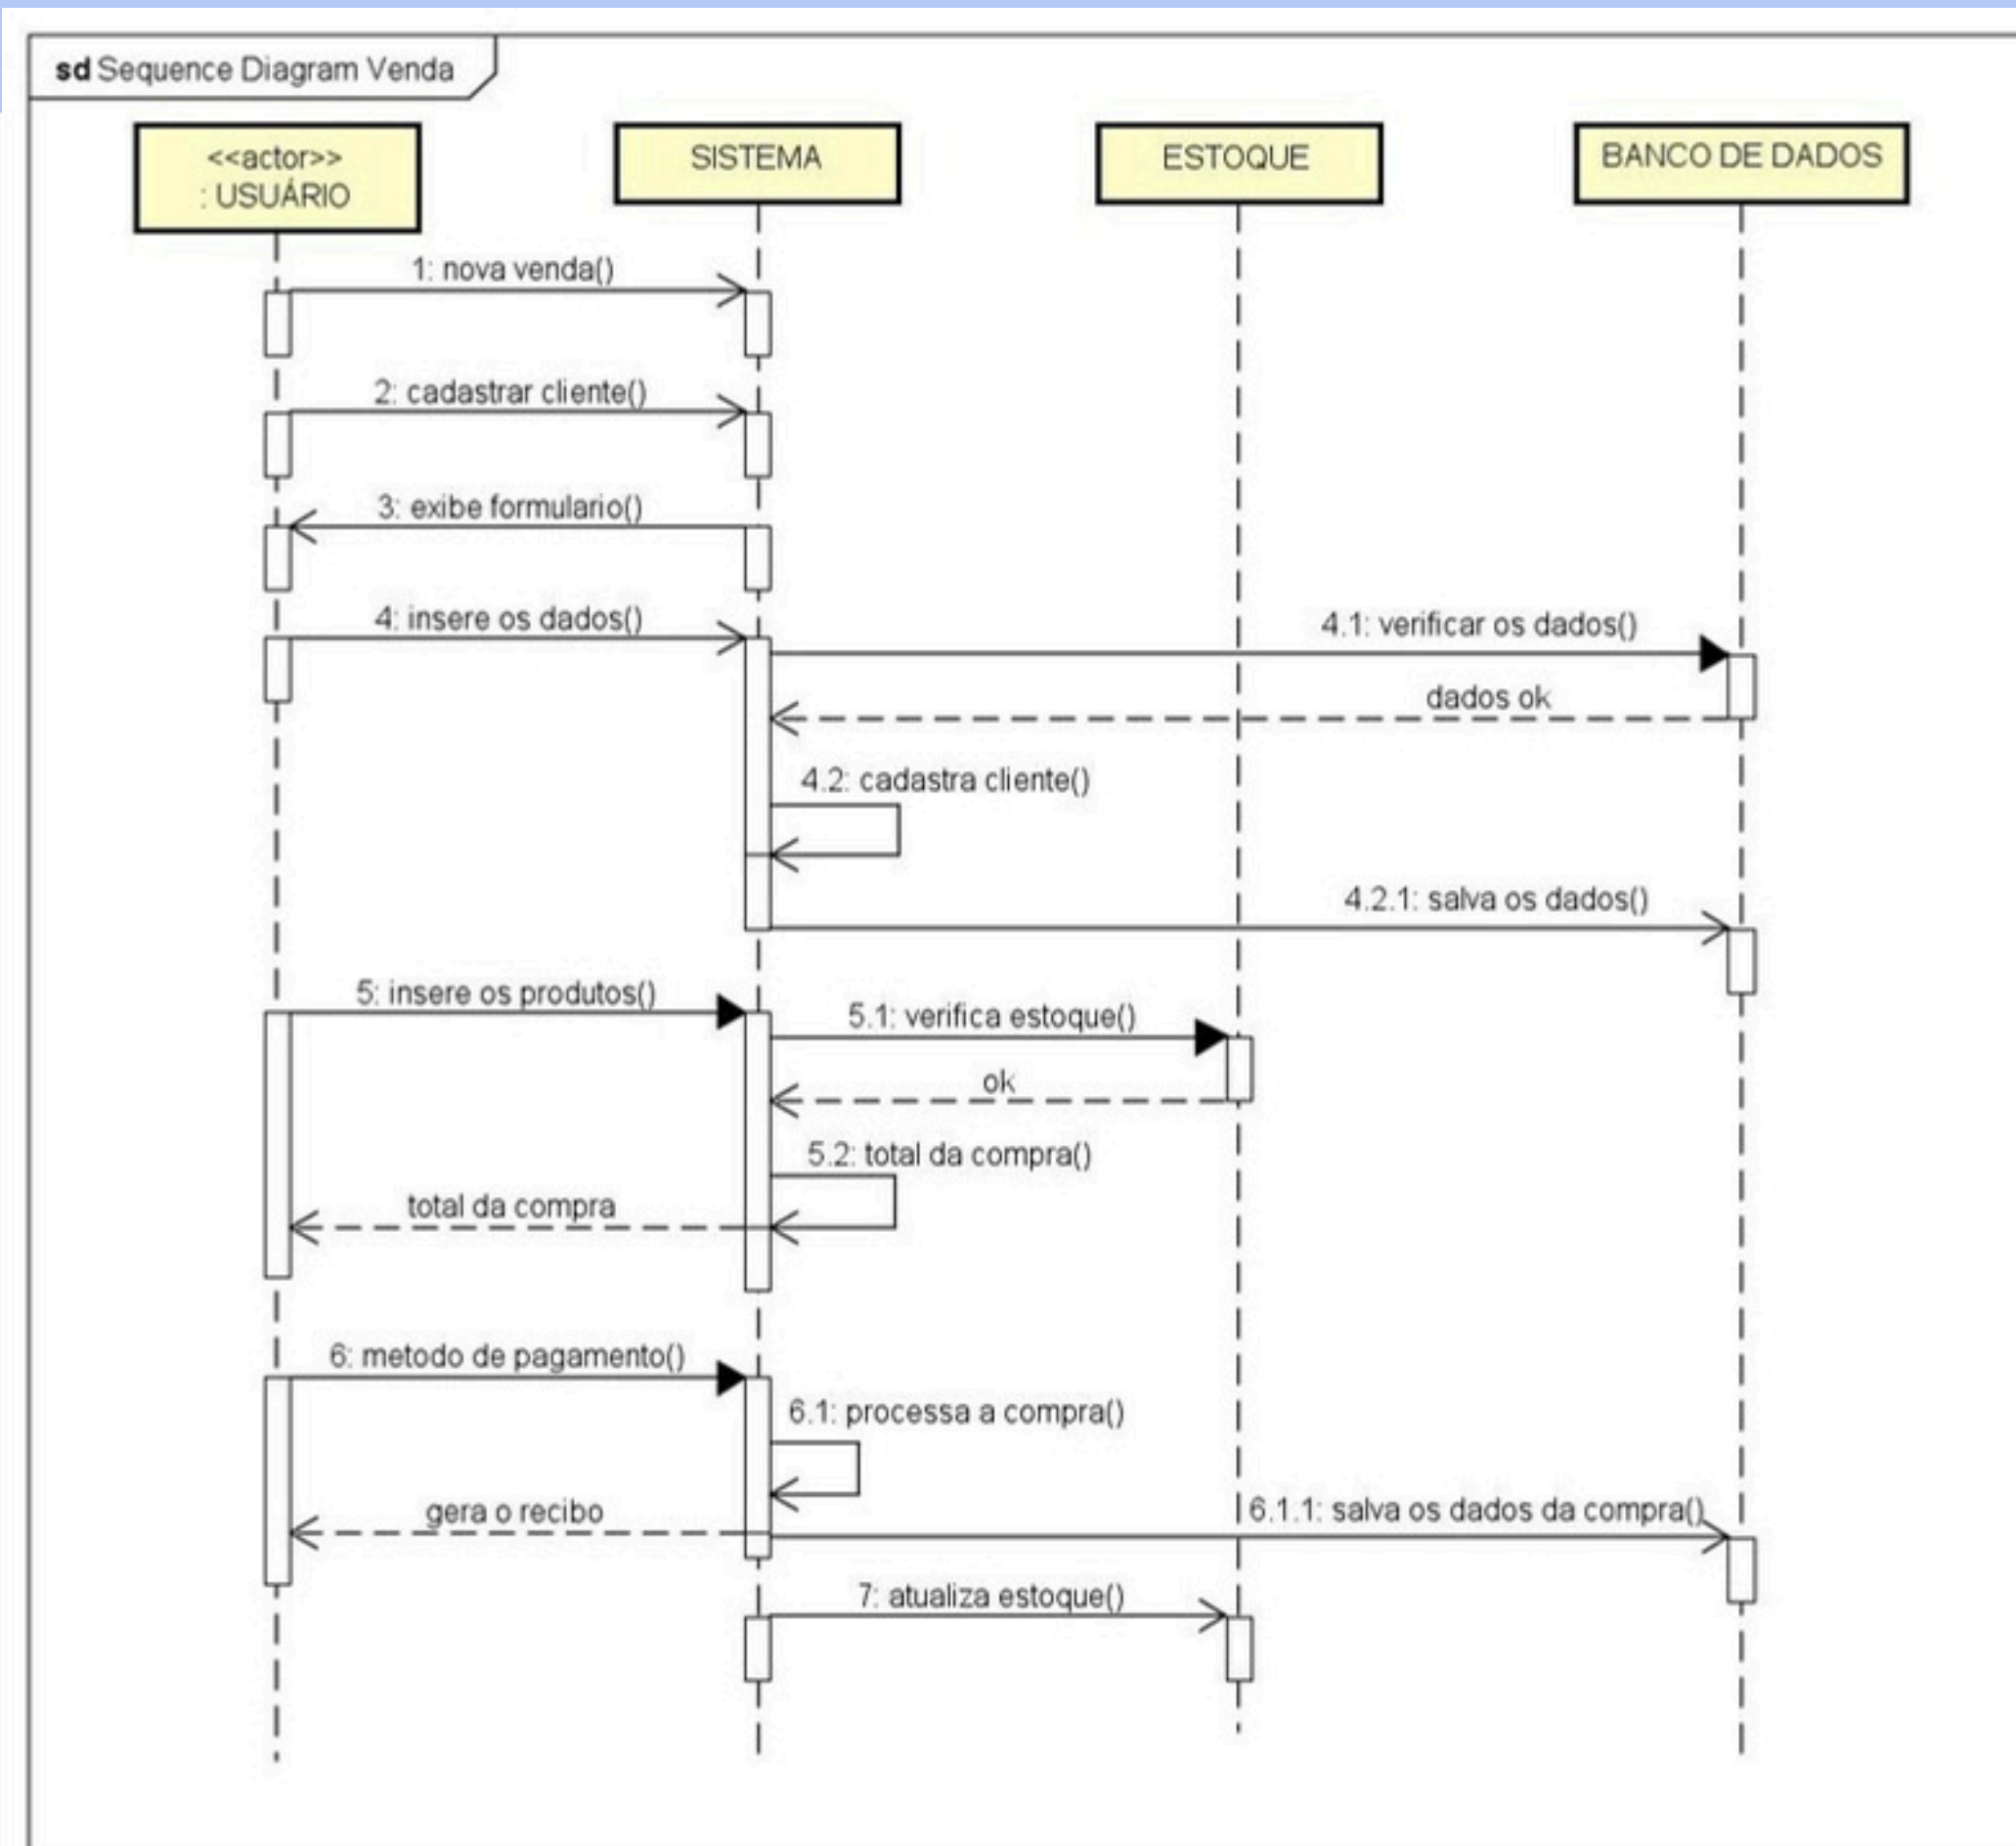 sd Sequence Diagram Venda
<<actor>>
: USUÁRIO
SISTEMA
ESTOQUE
BANCO DE DADOS
1: nova venda()
2: cadastrar cliente()
3: exibe formulario()
4: insere os dados()
4.1: verificar os dados()
dados ok
4.2: cadastra cliente()
4.2.1: salva os dados()
5: insere os produtos()
5.1: verifica estoque()
ok
5.2: total da compra()
total da compra
6: metodo de pagamento()
6.1: processa a compra()
gera o recibo
6.1.1: salva os dados da compra()
7: atualiza estoque()